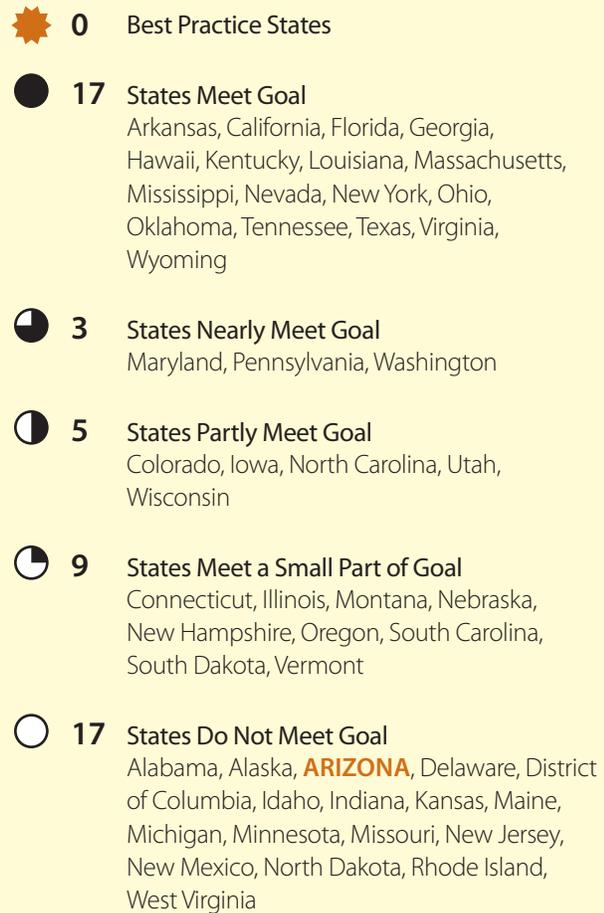 0 Best Practice States
17 States Meet Goal
Arkansas, California, Florida, Georgia,
Hawaii, Kentucky, Louisiana, Massachusetts,
Mississippi, Nevada, New York, Ohio,
Oklahoma, Tennessee, Texas, Virginia,
Wyoming
3 States Nearly Meet Goal
Maryland, Pennsylvania, Washington
5 States Partly Meet Goal
Colorado, Iowa, North Carolina, Utah,
Wisconsin
9 States Meet a Small Part of Goal
Connecticut, Illinois, Montana, Nebraska,
New Hampshire, Oregon, South Carolina,
South Dakota, Vermont
17 States Do Not Meet Goal
Alabama, Alaska, ARIZONA, Delaware, District
of Columbia, Idaho, Indiana, Kansas, Maine,
Michigan, Minnesota, Missouri, New Jersey,
New Mexico, North Dakota, Rhode Island,
West Virginia